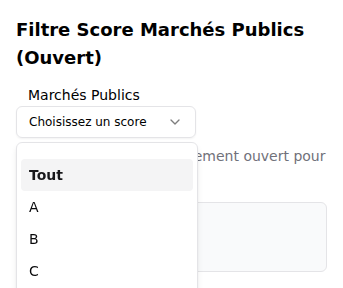 Filtre Score Marchés Publics
(Ouvert)
Marchés Publics
Choisissez un score
ement ouvert pour
Tout
A
B
C